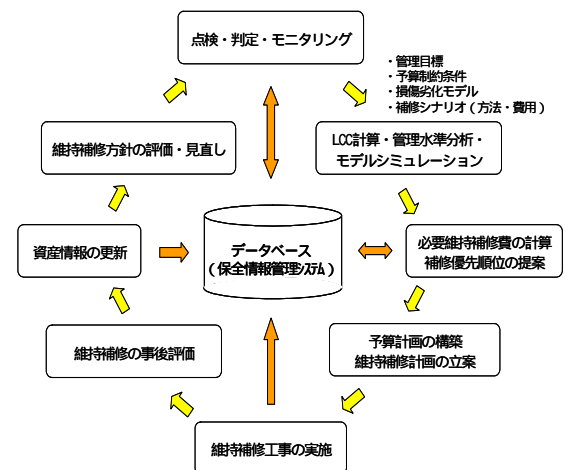 点検・判定・モニタリング
・管理目標
・予算制約条件
・損傷劣化モデル
・補修シナリオ（方法・費用）
LCC計算・管理水準分析・
モデルシミュレーション
維持補修方針の評価・見直し
資産情報の更新
データベース
（保全情報管理システム）
必要維持補修費の計算
補修優先順位の提案
維持補修の事後評価
予算計画の構築
維持補修計画の立案
維持補修工事の実施